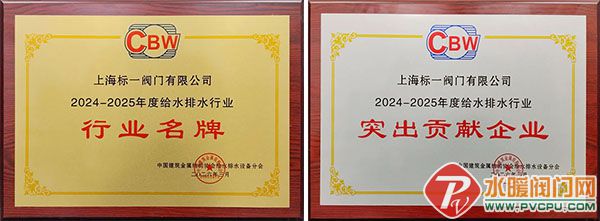 CBW
上海标一阀门有限公司
2024-2025年度给水排水行业
行业名牌
CBW
上海标一阀门有限公司
2024-2025年度给水排水行业
突出贡献企业
水暖阀门网
WWW.PVCPU.COM